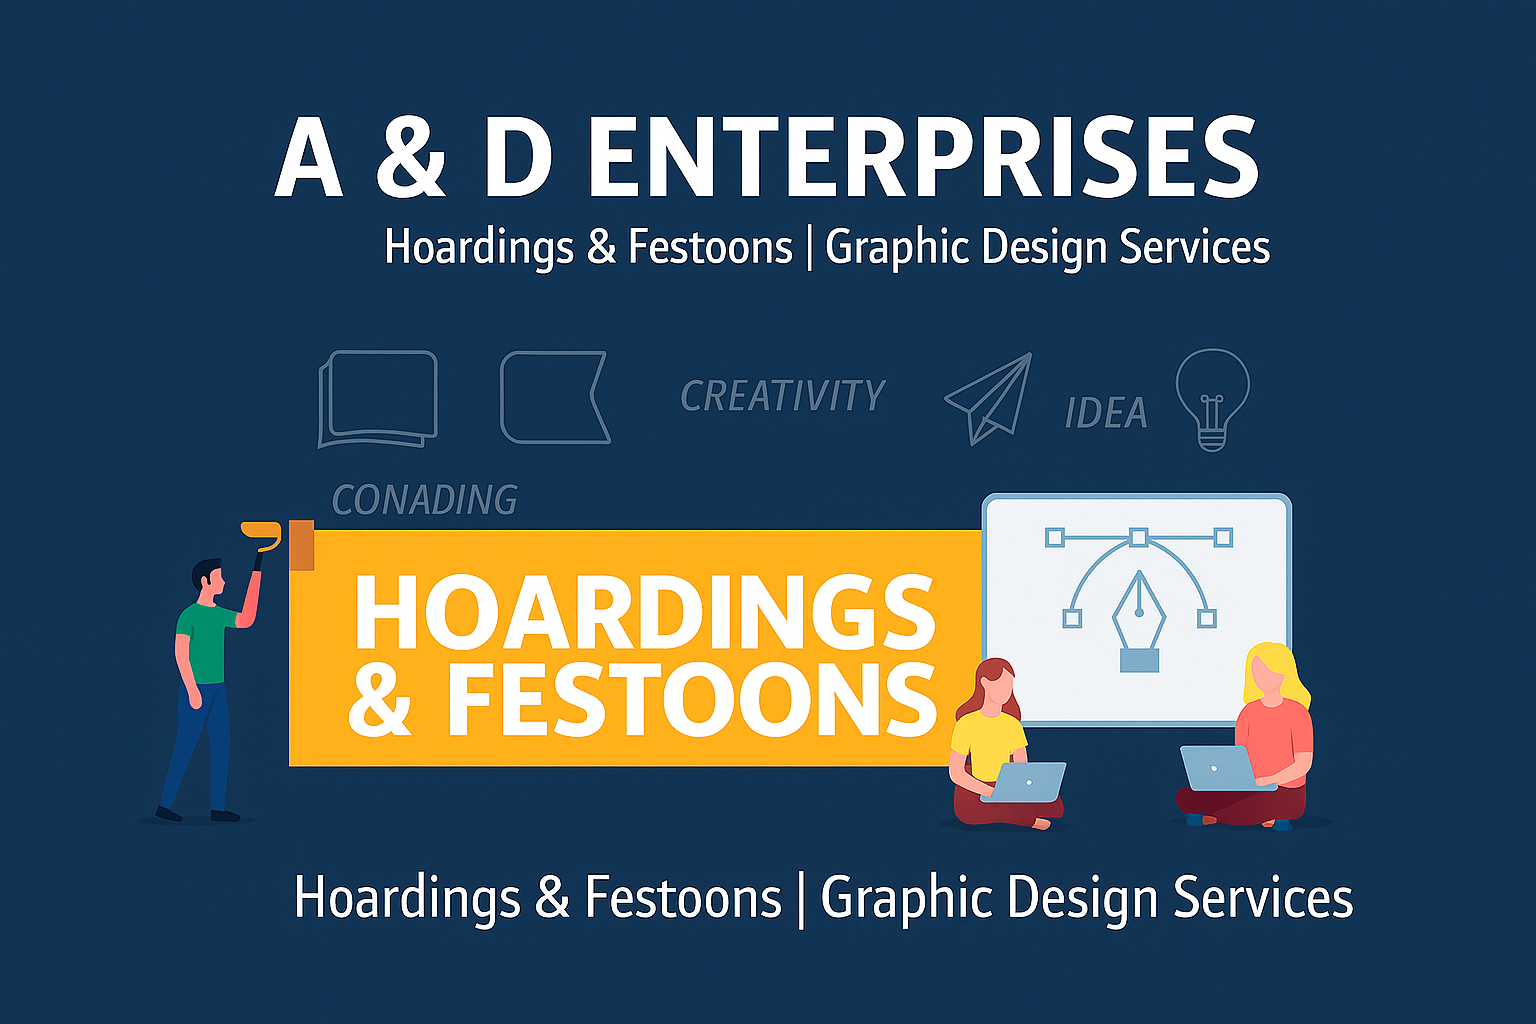 A & D ENTERPRISES
Hoardings & Festoons | Graphic Design Services
CREATIVITY
IDEA
CONADING
HOARDINGS
& FESTOONS
Hoardings & Festoons | Graphic Design Services